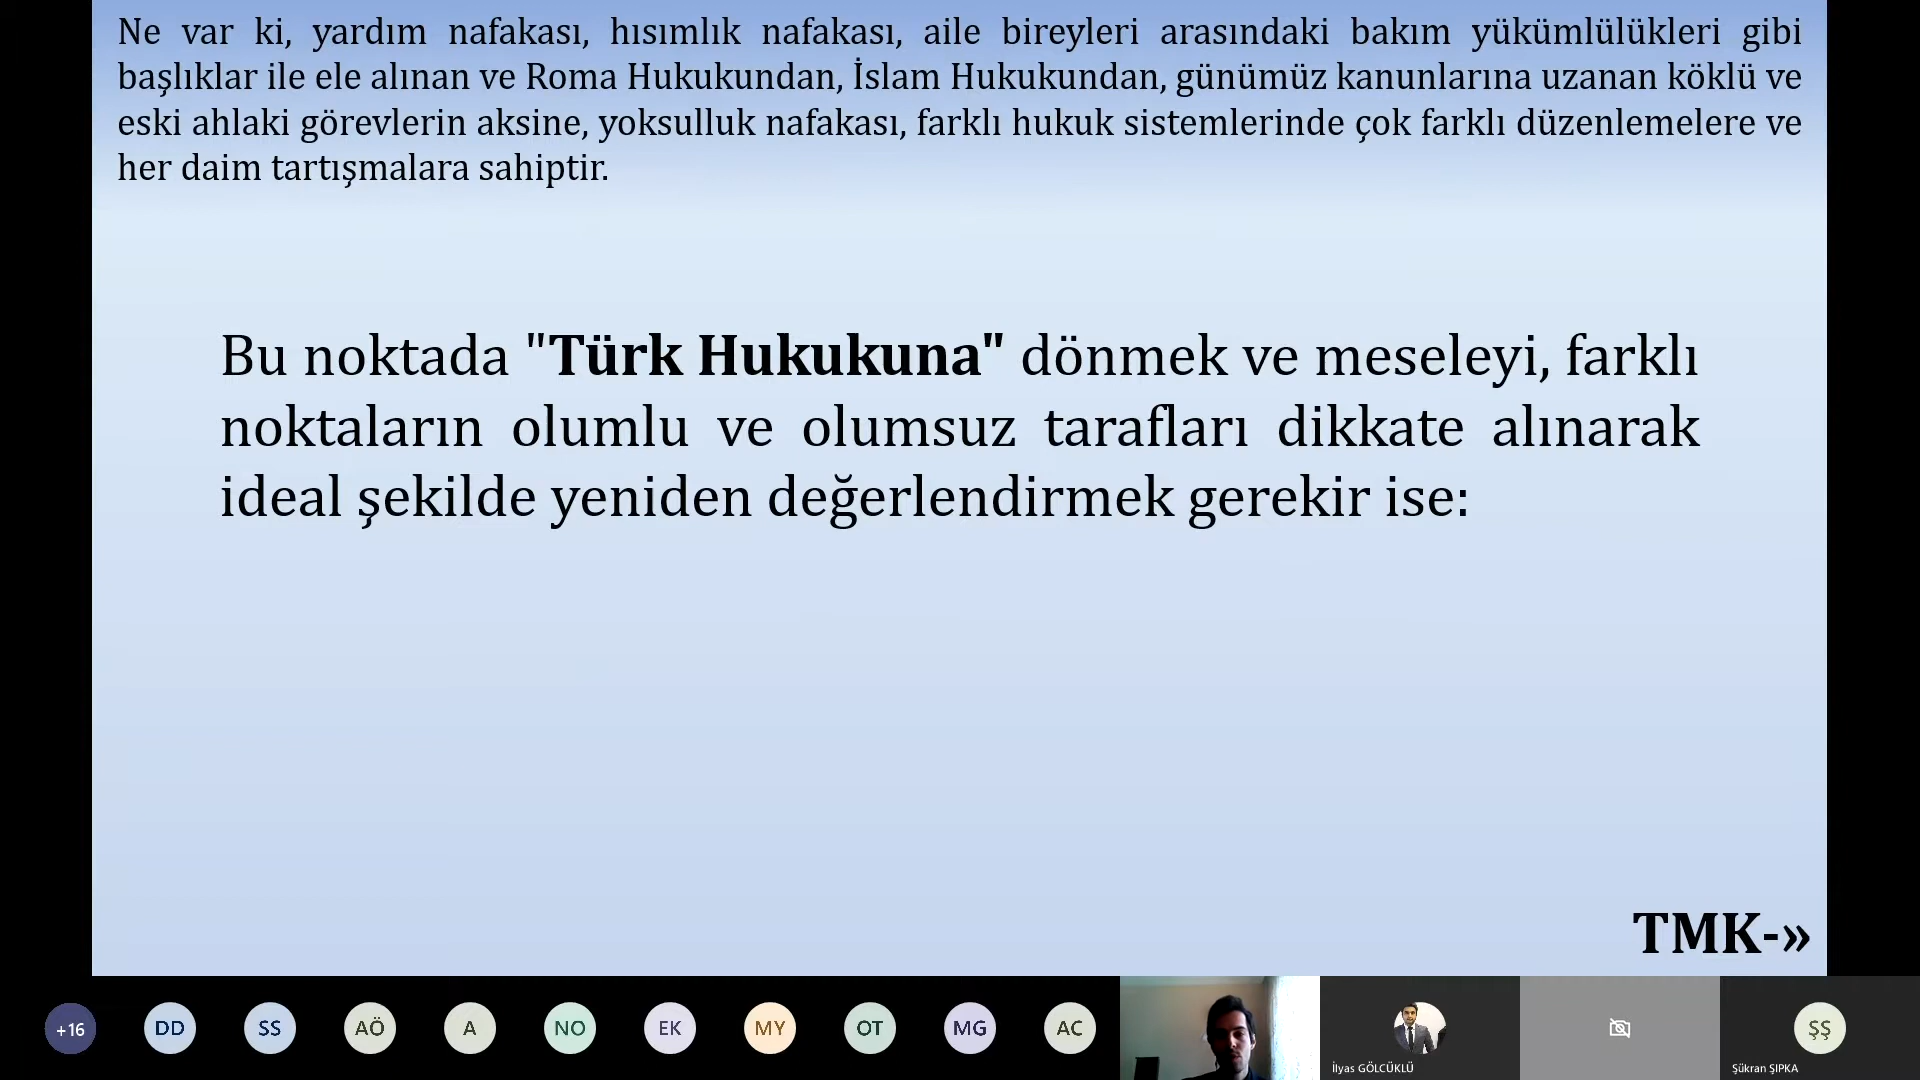 Ne var ki, yardım nafakası, hısımlık nafakası, aile bireyleri arasındaki bakım yükümlülükleri gibi
başlıklar ile ele alınan ve Roma Hukukundan, İslam Hukukundan, günümüz kanunlarına uzanan köklü ve
eski ahlaki görevlerin aksine, yoksulluk nafakası, farklı hukuk sistemlerinde çok farklı düzenlemelere ve
her daim tartışmalara sahiptir.
Bu noktada "Türk Hukukuna" dönmek ve meseleyi, farklı
noktaların olumlu ve olumsuz tarafları dikkate alınarak
ideal şekilde yeniden değerlendirmek gerekir ise:
TMK-»
+16 DD SS AÖ A NO EK MY OT MG AC ŞŞ
İlyas GÖLCÜKLÜ Şükran ŞIPKA